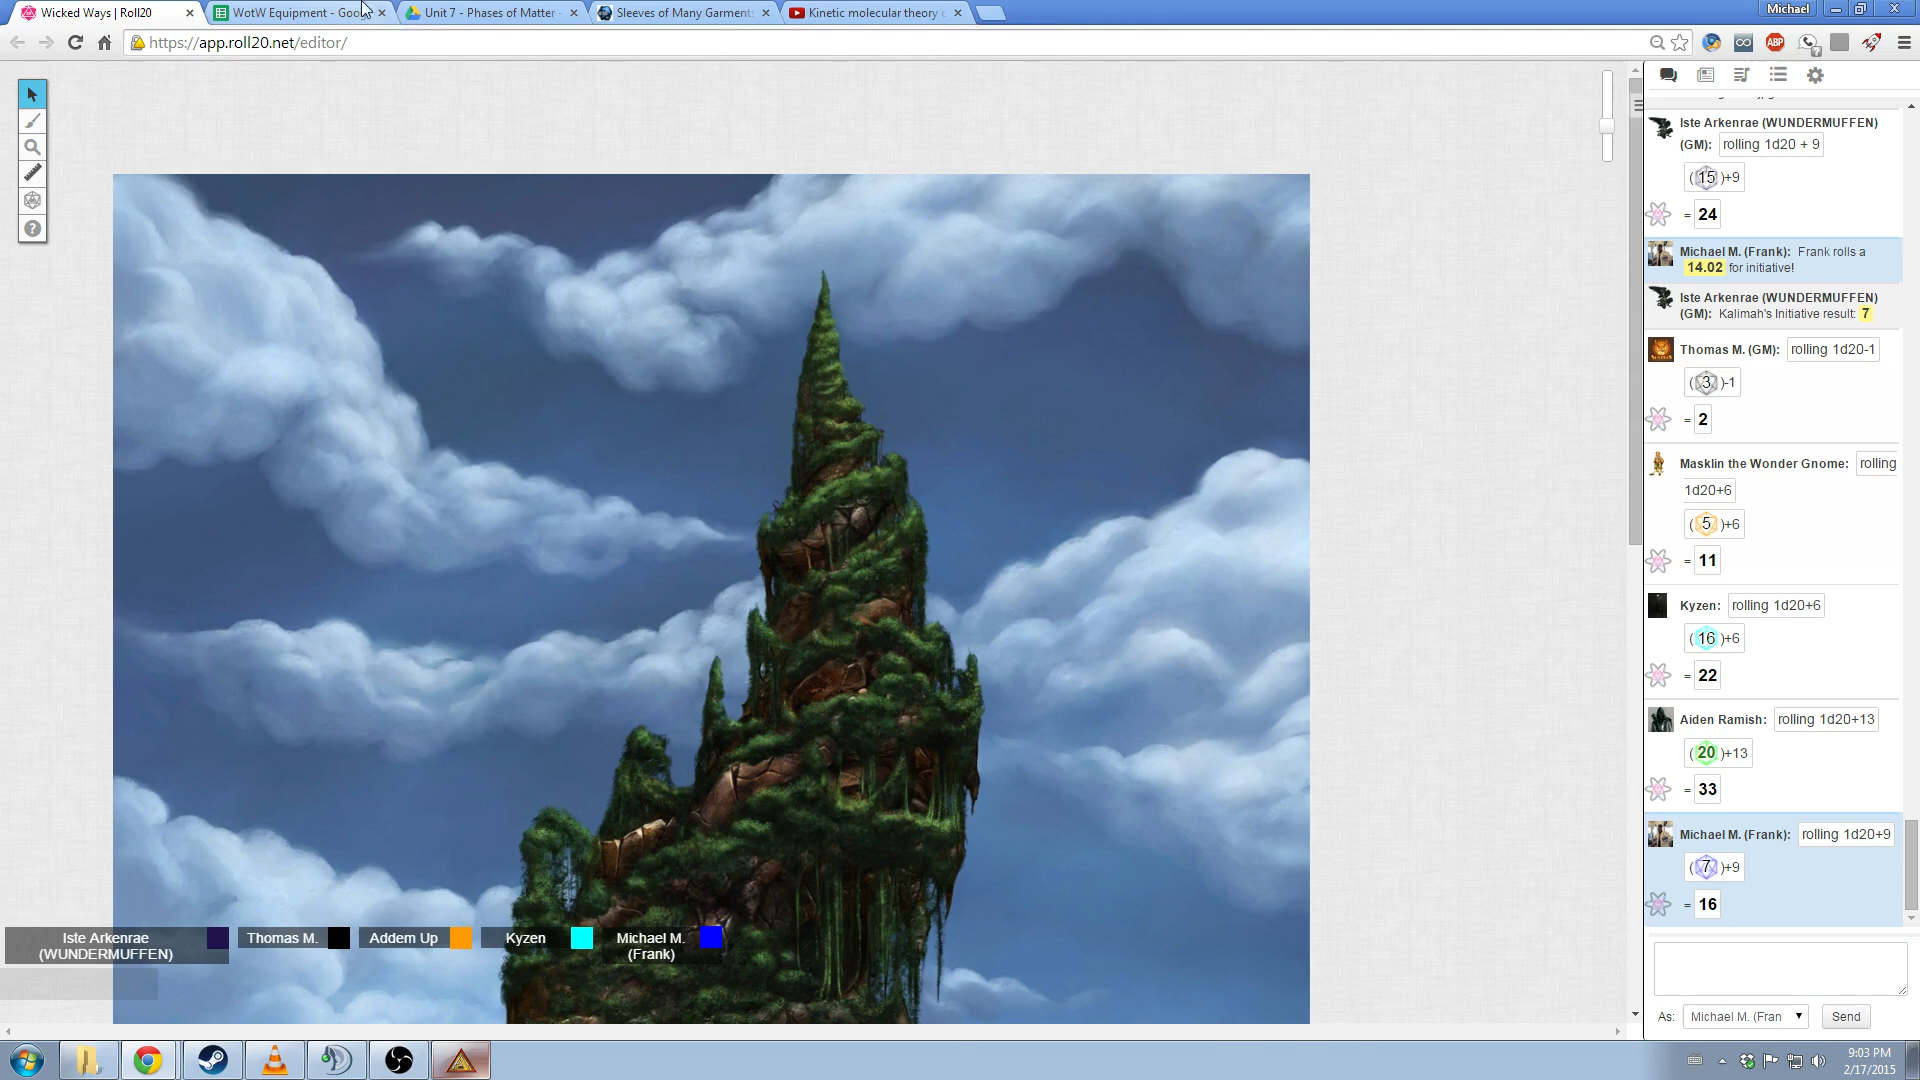 Wicked Ways | Roll20
WotW Equipment - Goo
Unit 7 - Phases of Matter -
Sleeves of Many Garment
Kinetic molecular theory
Michael
https://app.roll20.net/editor/
ABP
Iste Arkenrae (WUNDERMUFFEN)
(GM): rolling 1d20 + 9
(15)+9
= 24
Michael M. (Frank): Frank rolls a
14.02 for initiative!
Iste Arkenrae (WUNDERMUFFEN)
(GM): Kalimah's Initiative result: 7
Thomas M. (GM): rolling 1d20-1
(3)-1
= 2
Masklin the Wonder Gnome: rolling
1d20+6
(5)+6
= 11
Kyzen: rolling 1d20+6
(16)+6
= 22
Aiden Ramish: rolling 1d20+13
(20)+13
= 33
Michael M. (Frank): rolling 1d20+9
(7)+9
= 16
Iste Arkenrae
(WUNDERMUFFEN)
Thomas M.
Addem Up
Kyzen
Michael M.
(Frank)
As: Michael M. (Fran
Send
9:03 PM
2/17/2015